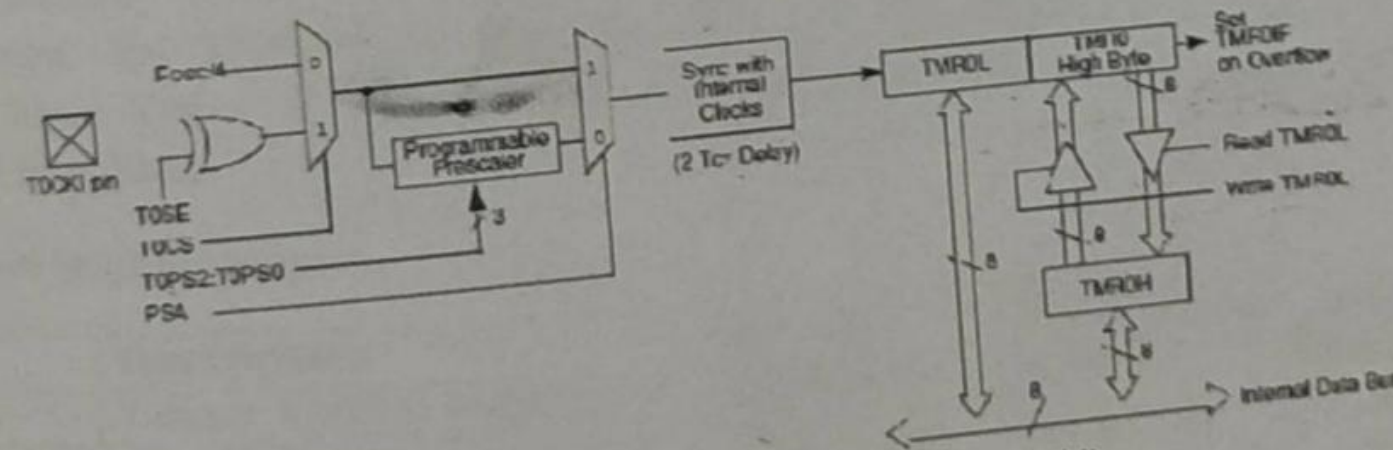 Fosc/4
0
1
T0CKI pin
T0SE
T0CS
T0PS2:T0PS0
PSA
Programmable
Prescaler
3
1
0
Sync with
Internal
Clocks
(2 TCY Delay)
TMR0L
TMR0
High Byte
Set
TMR0IF
on Overflow
8
Read TMR0L
Write TMR0L
8
8
TMR0H
8
8
Internal Data Bus